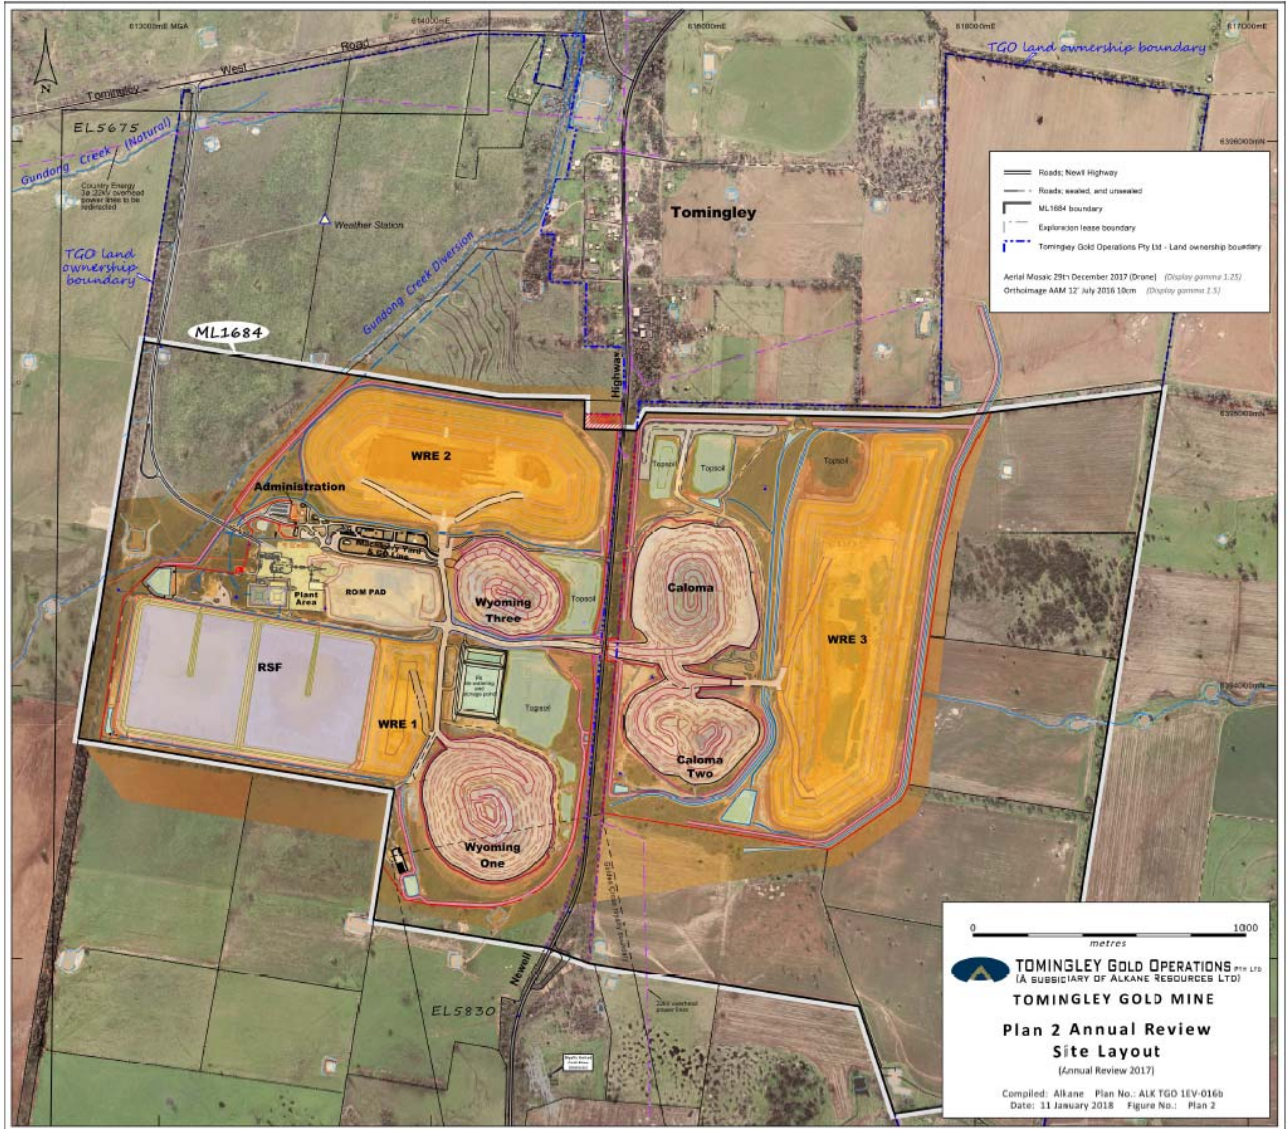 613000mE MGA
614000mE
616000mE
618000mE
617000mE
TGO land ownership boundary
Tomingley West Road
N
EL5675
Gundong Creek (Natural)
Country Energy
power lines to be
redirected
Weather Station
Tomingley
TGO land
ownership
boundary
Gundong Creek Diversion
ML1684
Highway
Roads; Newll Highway
Roads; sealed, and unsealed
ML1684 boundary
Exploration lease boundary
Tomingley Gold Operations Pty Ltd - Land ownership boundary
Aerial Mosaic 29th December 2017 (Drone) (Display gamma 1.25)
Orthoimage AAM 12' July 2016 10cm (Display gamma 1.5)
WRE 2
Administration
Topsoil
Topsoil
Topsoil
Plant
Area
ROM PAD
Wyoming
Three
Topsoil
Caloma
WRE 3
RSF
WRE 1
Topsoil
Caloma
Two
Wyoming
One
Newell
EL5830
22kV overhead
power lines
0 1000
metres
TOMINGLEY GOLD OPERATIONS PTY LTD
(A SUBSIDIARY OF ALKANE RESOURCES LTD)
TOMINGLEY GOLD MINE
Plan 2 Annual Review
Site Layout
(Annual Review 2017)
Compiled: Alkane Plan No.: ALK TGO 1EV-016b
Date: 11 January 2018 Figure No.: Plan 2